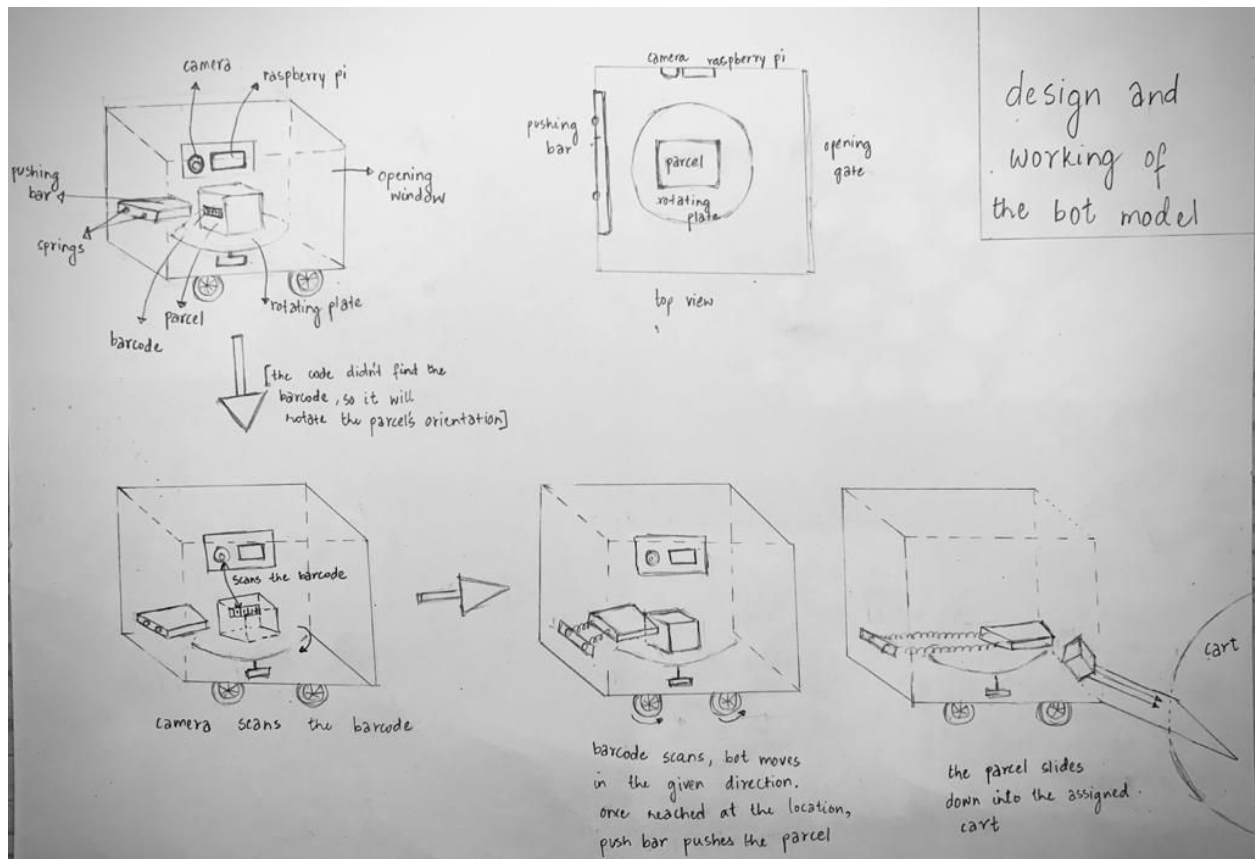 camera
raspberry pi
pushing
bar
springs
opening
window
rotating plate
parcel
barcode
camera raspberry pi
pushing
bar
parcel
rotating
plate
opening
gate
top view
design and
working of
the bot model
[the code didn't find the
barcode, so it will
rotate the parcel's orientation]
scans the barcode
camera scans the barcode
barcode scans, bot moves
in the given direction.
once reached at the location,
push bar pushes the parcel
cart
the parcel slides
down into the assigned.
cart